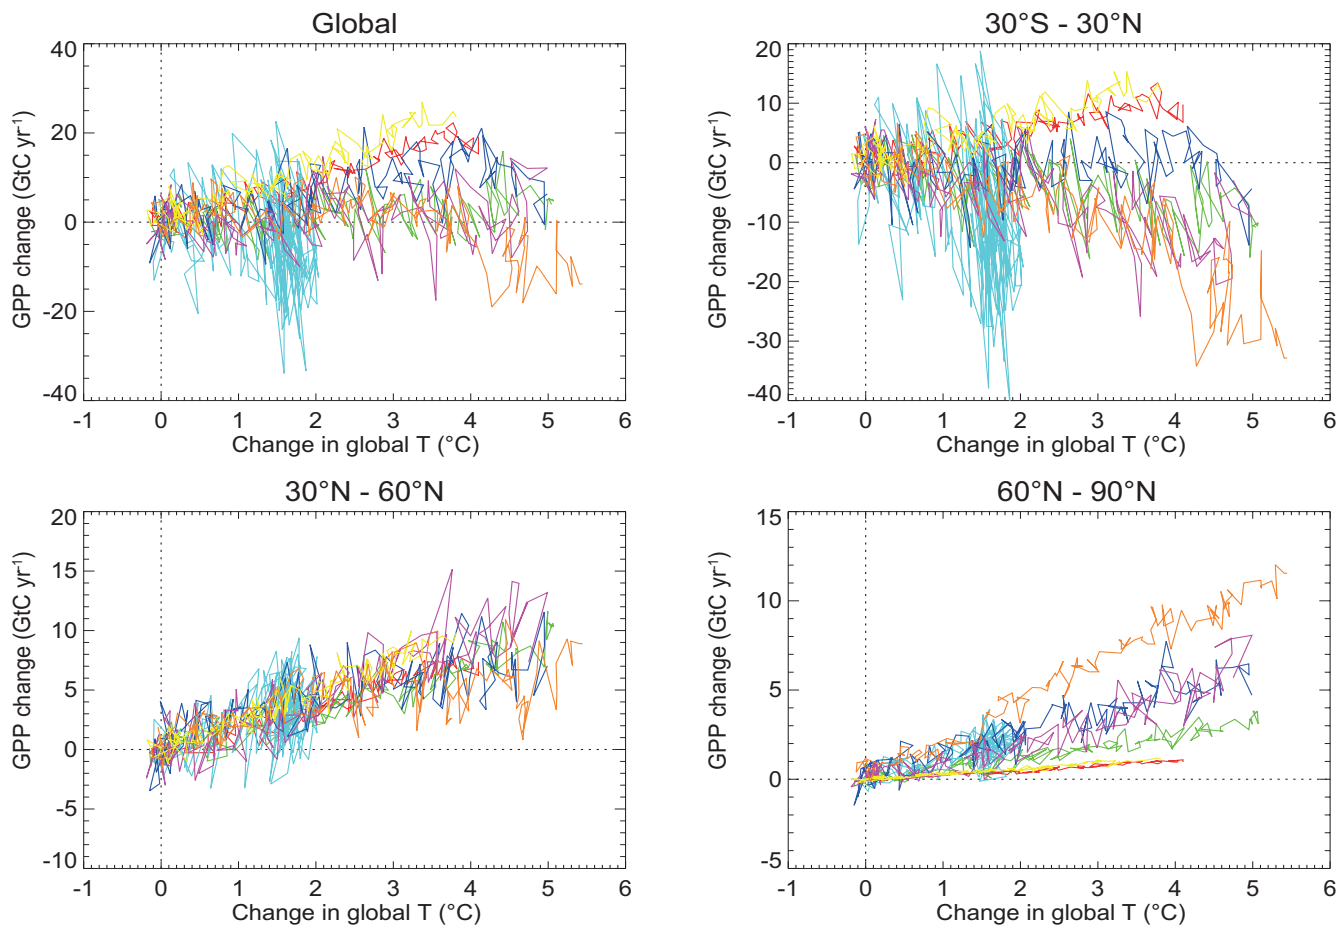 Global
40
20
0
-20
-40
-1 0 1 2 3 4 5 6
GPP change (GtC yr-1)
Change in global T (°C)
30°S - 30°N
20
10
0
-10
-20
-30
-40
-1 0 1 2 3 4 5 6
GPP change (GtC yr-1)
Change in global T (°C)
30°N - 60°N
20
15
10
5
0
-5
-10
-1 0 1 2 3 4 5 6
GPP change (GtC yr-1)
Change in global T (°C)
60°N - 90°N
15
10
5
0
-5
-1 0 1 2 3 4 5 6
GPP change (GtC yr-1)
Change in global T (°C)